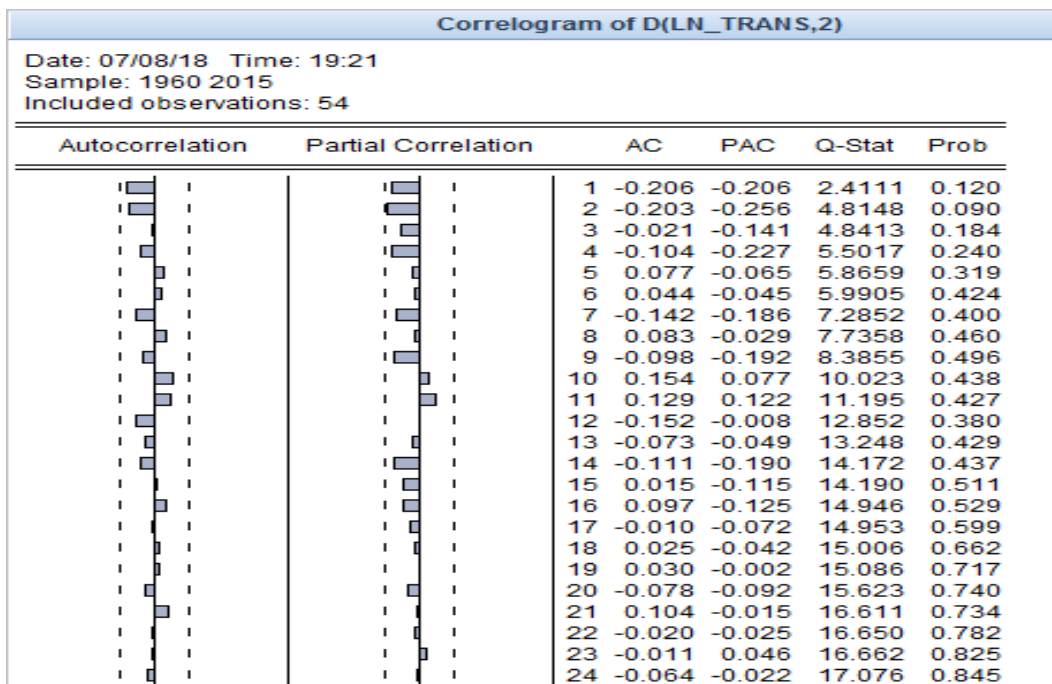 Correlogram of D(LN_TRANS,2)
Date: 07/08/18 Time: 19:21
Sample: 1960 2015
Included observations: 54
Autocorrelation Partial Correlation AC PAC Q-Stat Prob
1 -0.206 -0.206 2.4111 0.120
2 -0.203 -0.256 4.8148 0.090
3 -0.021 -0.141 4.8413 0.184
4 -0.104 -0.227 5.5017 0.240
5 0.077 -0.065 5.8659 0.319
6 0.044 -0.045 5.9905 0.424
7 -0.142 -0.186 7.2852 0.400
8 0.083 -0.029 7.7358 0.460
9 -0.098 -0.192 8.3855 0.496
10 0.154 0.077 10.023 0.438
11 0.129 0.122 11.195 0.427
12 -0.152 -0.008 12.852 0.380
13 -0.073 -0.049 13.248 0.429
14 -0.111 -0.190 14.172 0.437
15 0.015 -0.115 14.190 0.511
16 0.097 -0.125 14.946 0.529
17 -0.010 -0.072 14.953 0.599
18 0.025 -0.042 15.006 0.662
19 0.030 -0.002 15.086 0.717
20 -0.078 -0.092 15.623 0.740
21 0.104 -0.015 16.611 0.734
22 -0.020 -0.025 16.650 0.782
23 -0.011 0.046 16.662 0.825
24 -0.064 -0.022 17.076 0.845